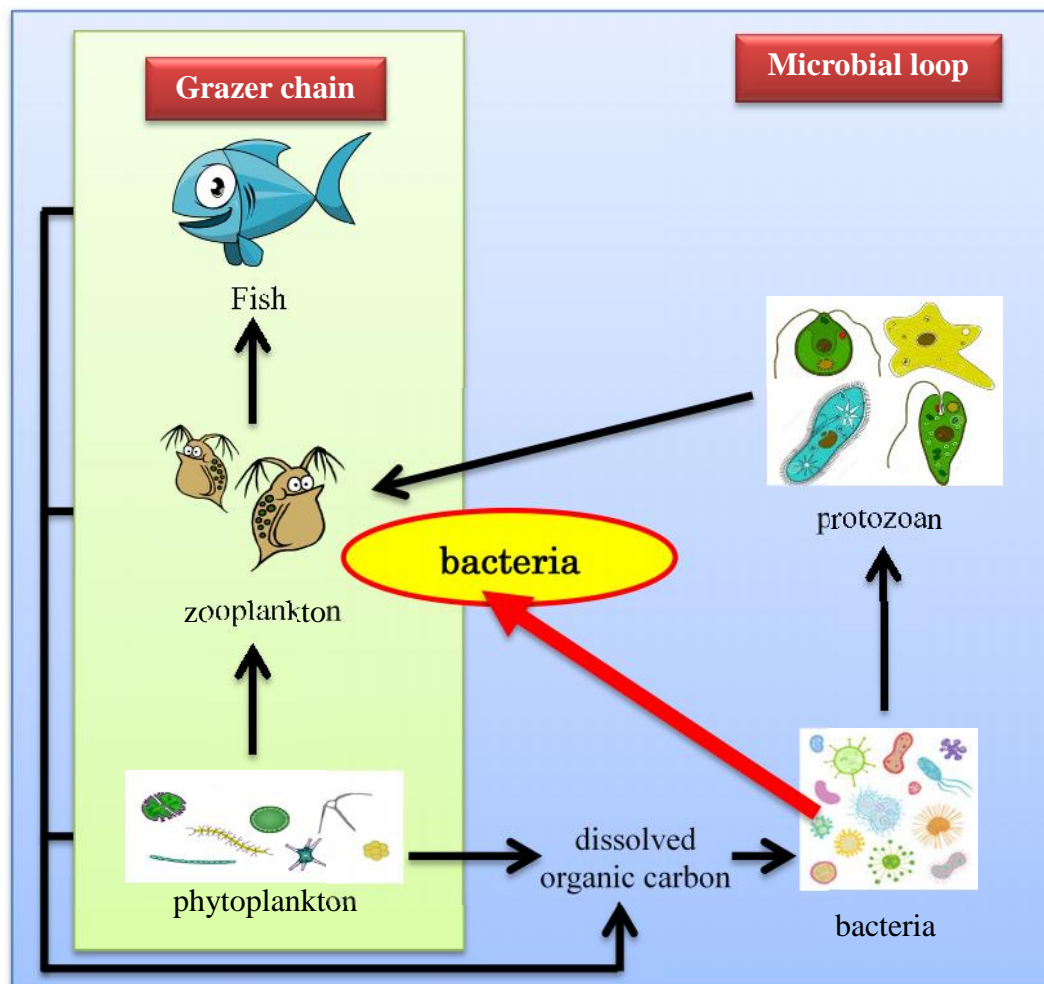 Grazer chain
Microbial loop
Fish
protozoan
bacteria
zooplankton
dissolved
organic carbon
phytoplankton
bacteria